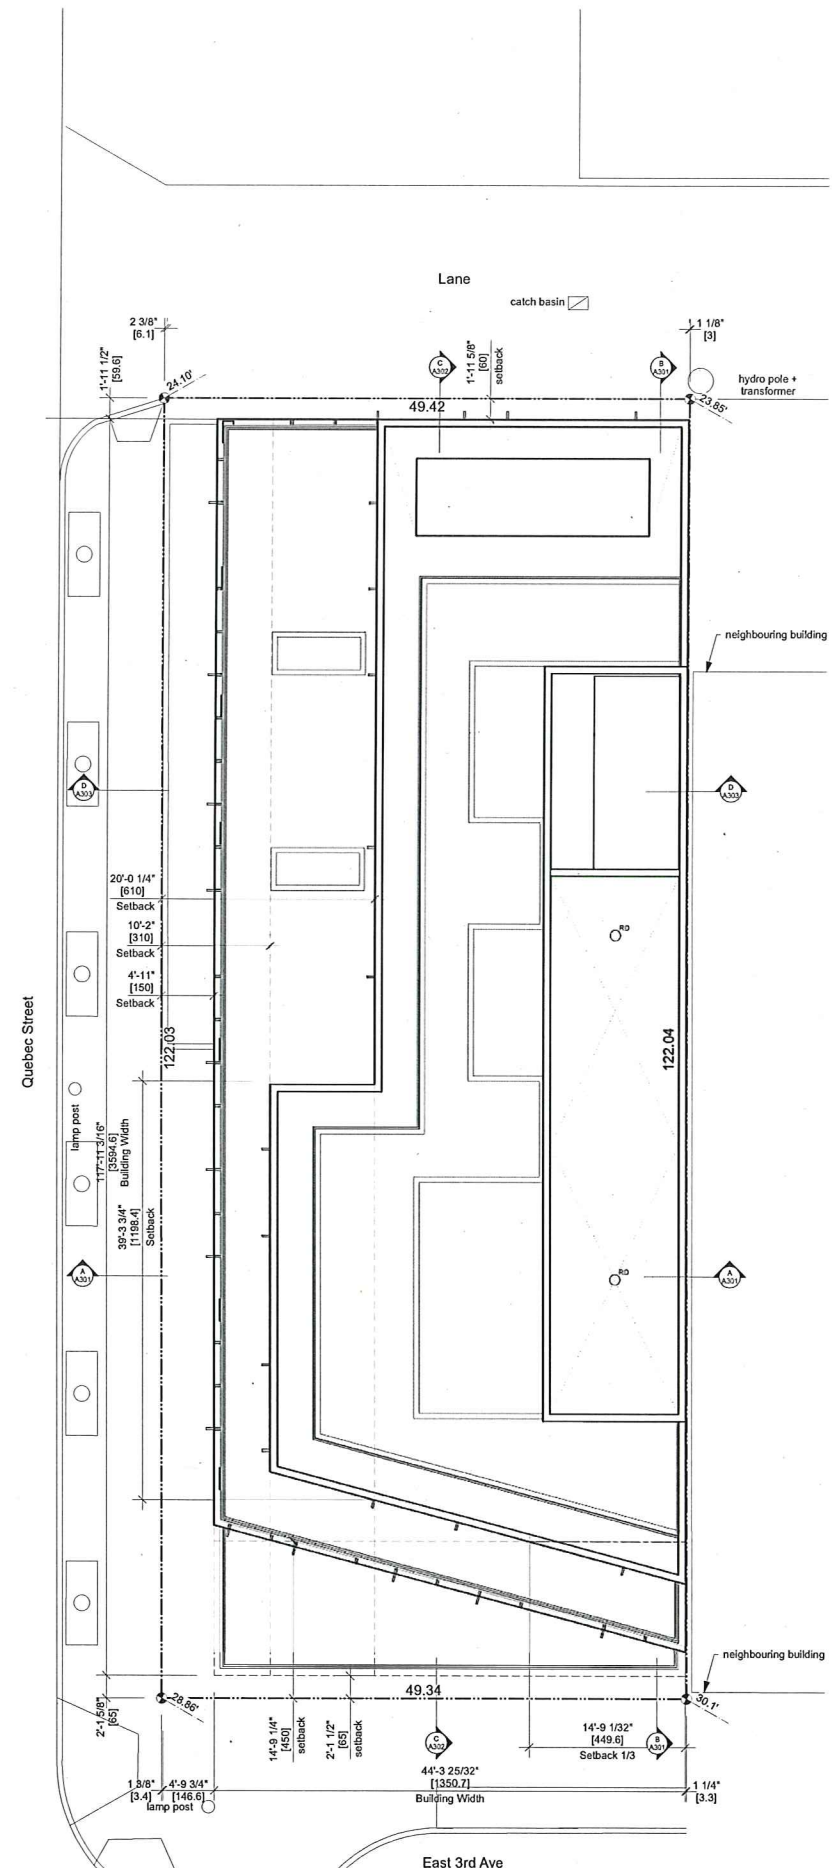 Lane
catch basin
2 3/8"
[6.1]
1'-11 1/2"
[59.6]
24.10'
C
A302
1'-11 5/8"
[60]
setback
B
A301
1 1/8"
[3]
hydro pole +
transformer
23.85'
49.42
neighbouring building
D
A303
D
A303
20'-0 1/4"
[610]
Setback
10'-2"
[310]
Setback
4'-11"
[150]
Setback
RD
Quebec Street
122.03
122.04
lamp post
117'-11 3/16"
[3594.6]
Building Width
39'-3 3/4"
[1198.4]
Setback
A
A301
RD
A
A301
neighbouring building
28.86'
49.34
30.1'
2'-1 5/8"
[65]
14'-9 1/4"
[450]
setback
2'-1 1/2"
[65]
setback
C
A302
14'-9 1/32"
[449.6]
Setback 1/3
B
A301
1 3/8"
[3.4]
4'-9 3/4"
[146.6]
lamp post
44'-3 25/32"
[1350.7]
Building Width
1 1/4"
[3.3]
East 3rd Ave